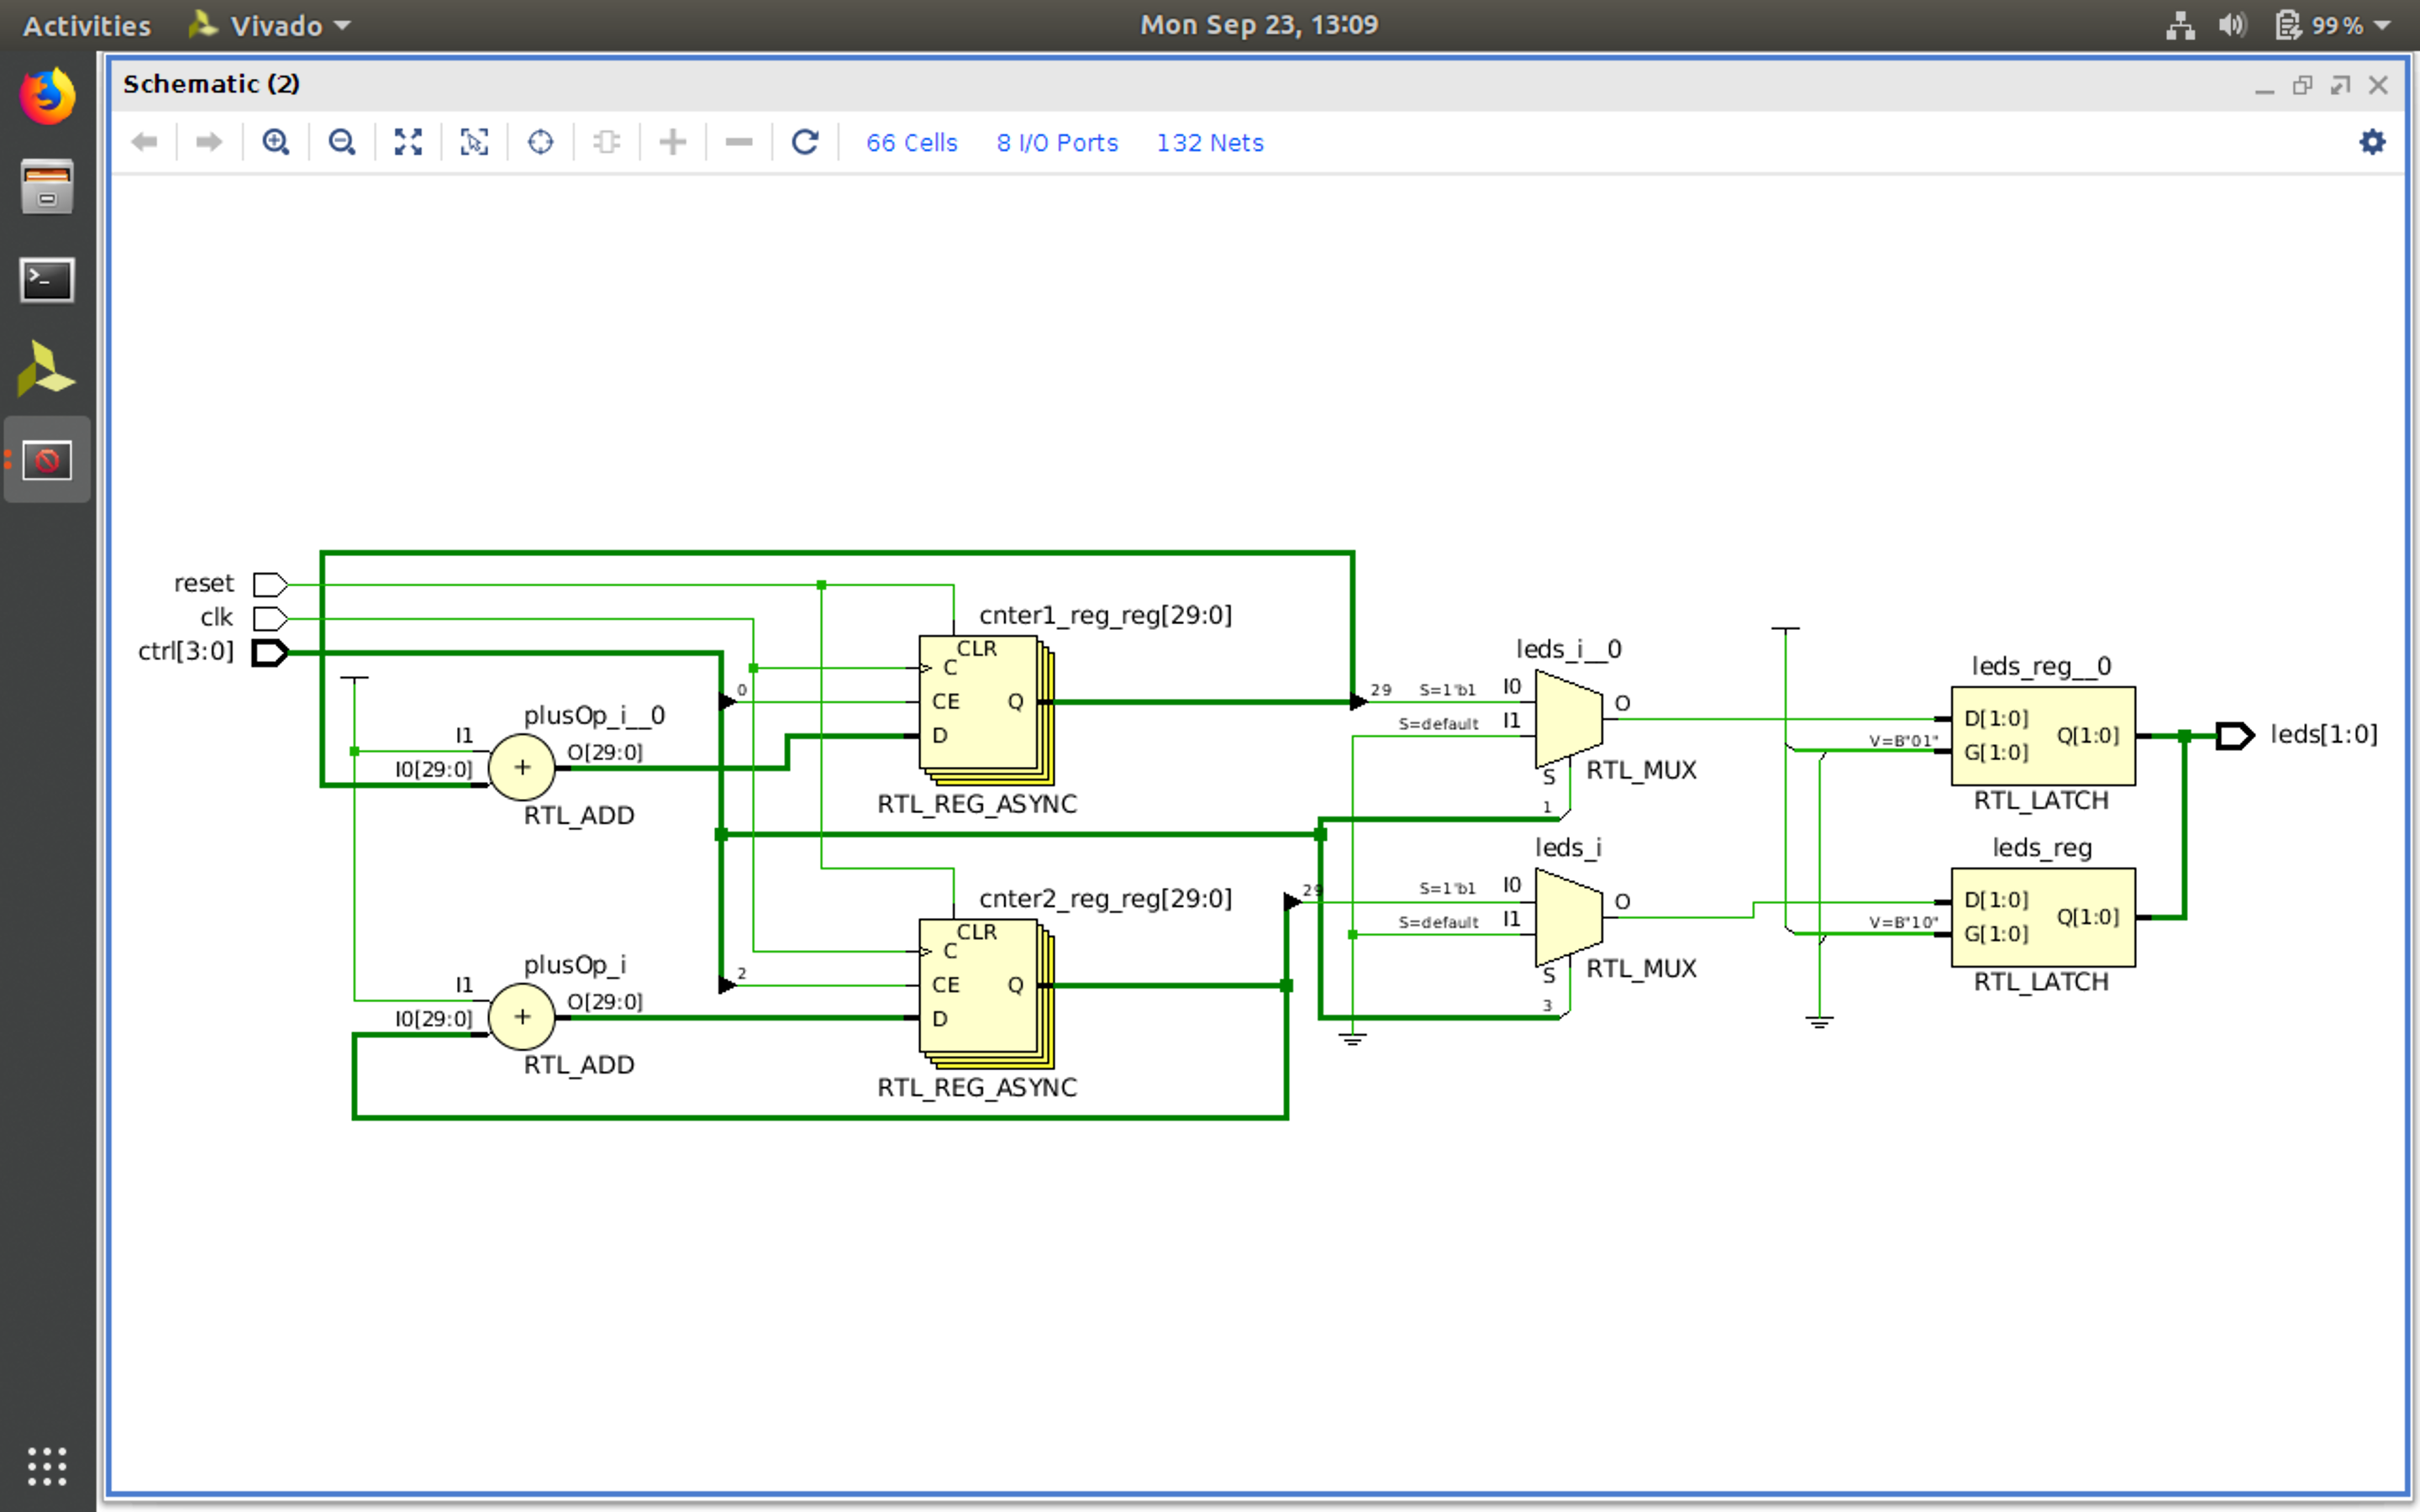 Activities Vivado Mon Sep 23, 13:09 99 %
Schematic (2)
66 Cells 8 I/O Ports 132 Nets
reset
clk
ctrl[3:0]
plusOp_i__0
I1
I0[29:0]
+
O[29:0]
RTL_ADD
plusOp_i
I1
I0[29:0]
+
O[29:0]
RTL_ADD
0
2
cnter1_reg_reg[29:0]
CLR
C
CE
Q
D
RTL_REG_ASYNC
cnter2_reg_reg[29:0]
CLR
C
CE
Q
D
RTL_REG_ASYNC
leds_i__0
29 S=1'b1 I0
S=default I1
O
S
RTL_MUX
1
leds_i
29 S=1'b1 I0
S=default I1
O
S
RTL_MUX
3
leds_reg__0
D[1:0]
V=B"01" G[1:0]
Q[1:0]
RTL_LATCH
leds_reg
D[1:0]
V=B"10" G[1:0]
Q[1:0]
RTL_LATCH
leds[1:0]